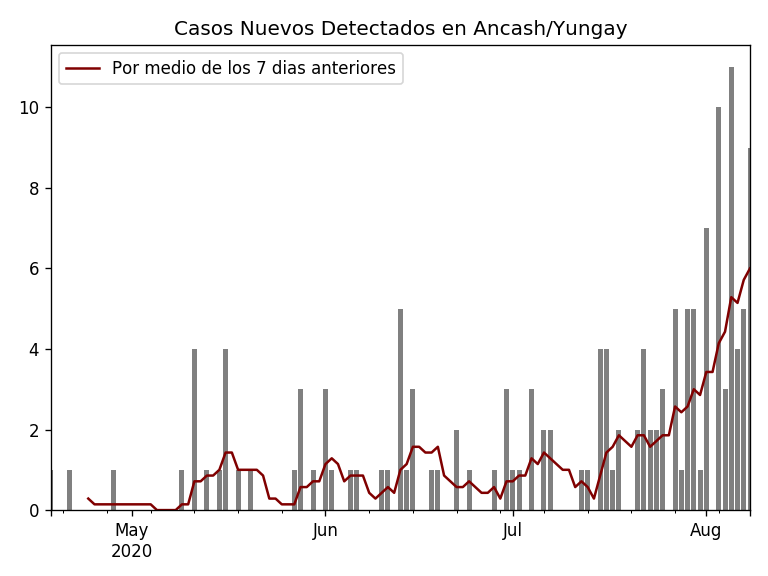 Casos Nuevos Detectados en Ancash/Yungay
Por medio de los 7 dias anteriores
10
8
6
4
2
0
May
2020
Jun
Jul
Aug